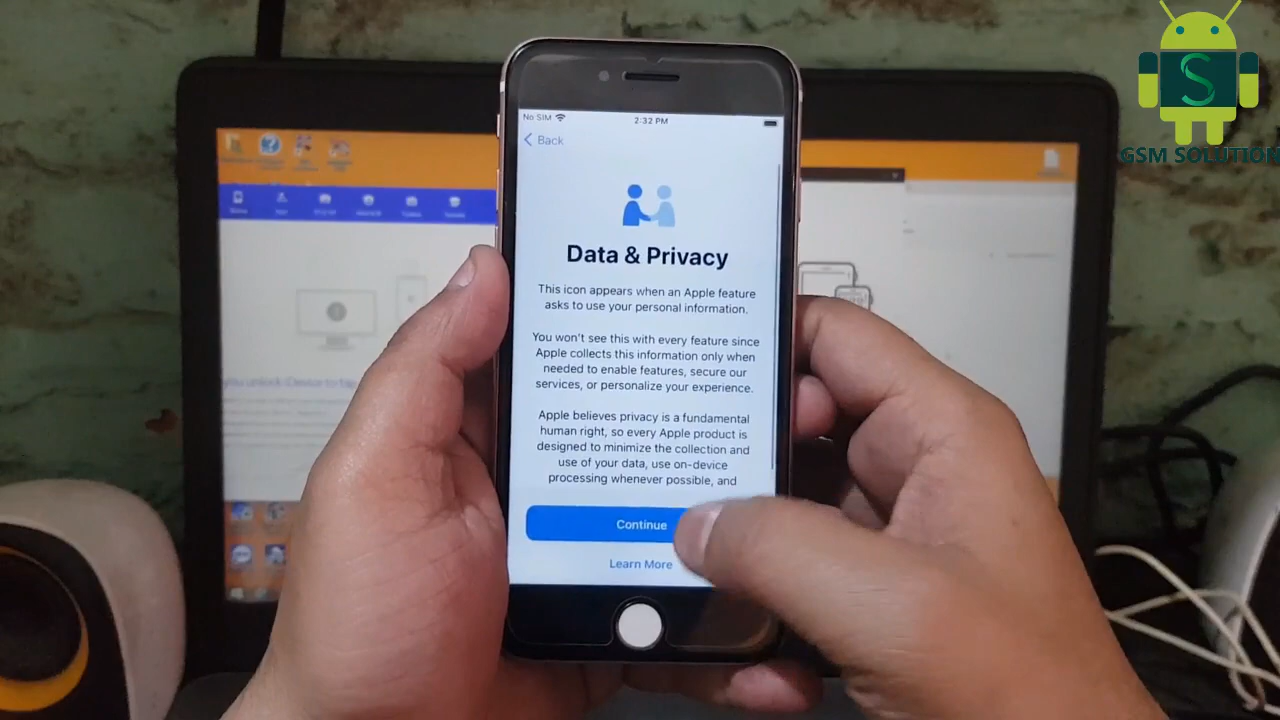 No SIM
2:32 PM
Back
Data & Privacy
This icon appears when an Apple feature
asks to use your personal information.
You won't see this with every feature since
Apple collects this information only when
needed to enable features, secure our
services, or personalize your experience.
Apple believes privacy is a fundamental
human right, so every Apple product is
designed to minimize the collection and
use of your data, use on-device
processing whenever possible, and
Continue
Learn More
S
GSM SOLUTION
you unlock iDevice to